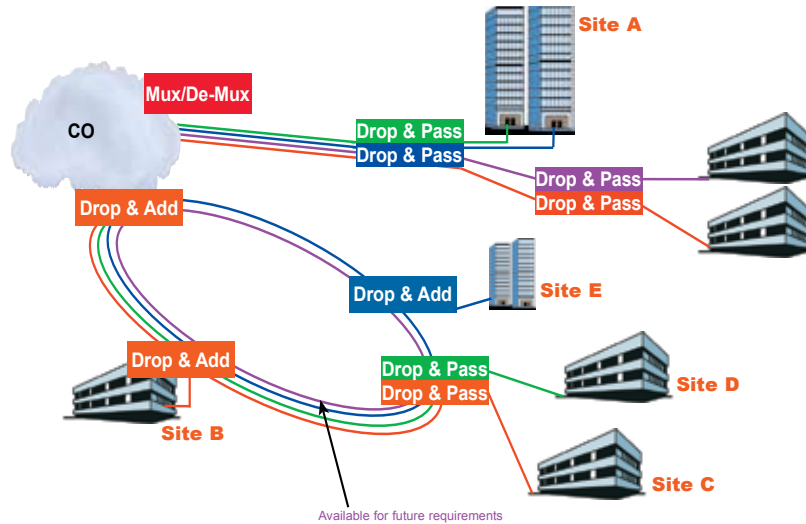 Site A
Mux/De-Mux
CO
Drop & Pass
Drop & Pass
Drop & Pass
Drop & Pass
Drop & Add
Drop & Add
Site E
Drop & Add
Drop & Pass
Drop & Pass
Site D
Site B
Site C
Available for future requirements